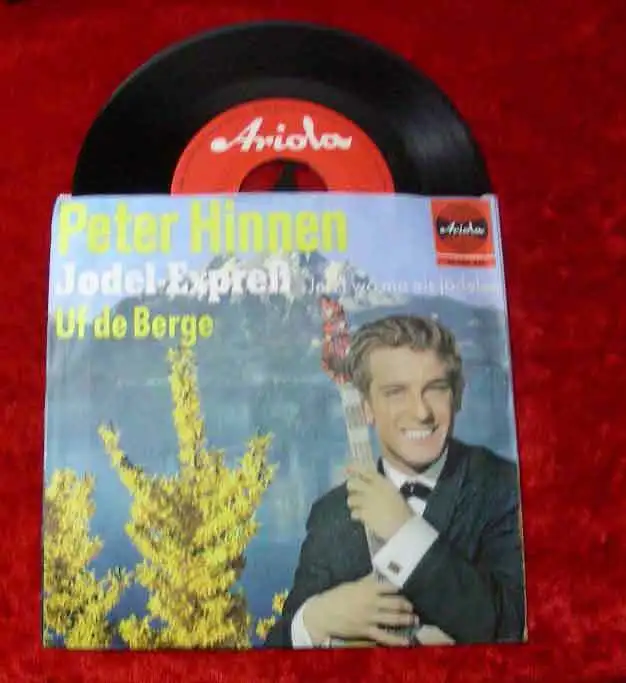 Ariola
Peter Hinnen
Ariola
Jodel-Expreß
Uf de Berge